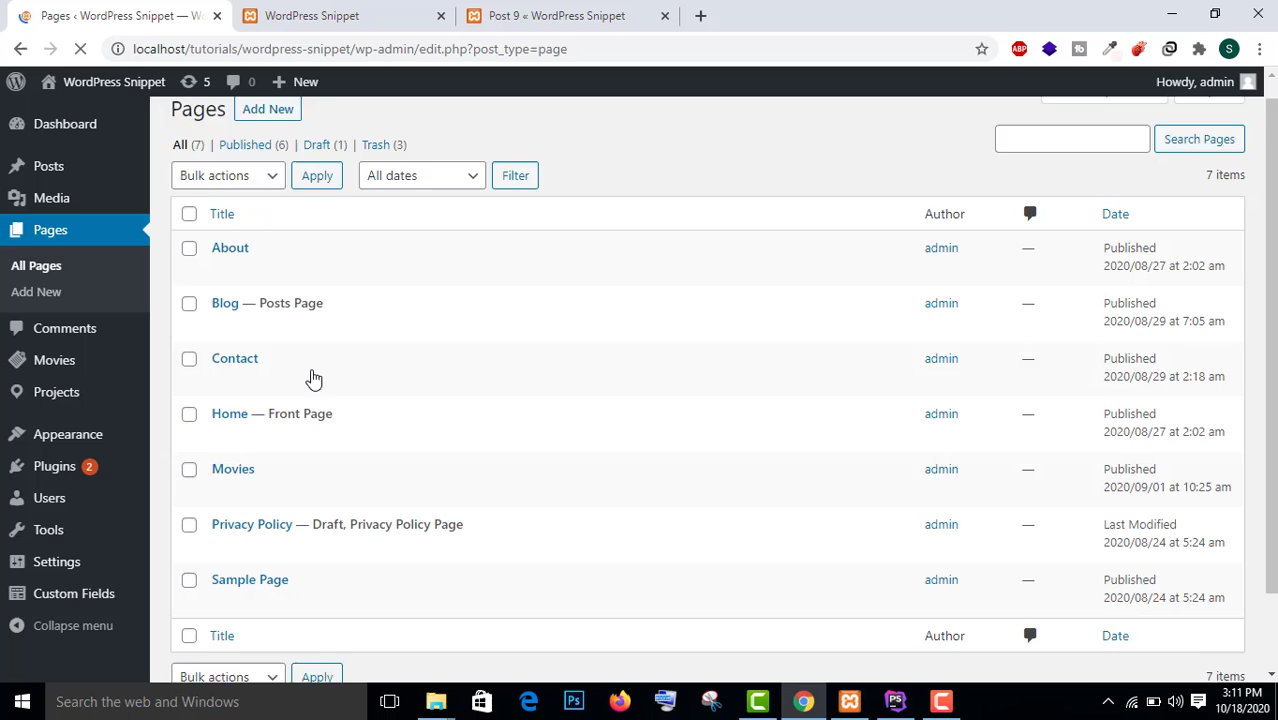 Pages ‹ WordPress Snippet — Wo
WordPress Snippet
Post 9 « WordPress Snippet
localhost/tutorials/wordpress-snippet/wp-admin/edit.php?post_type=page
ABP
S
WordPress Snippet
5
0
New
Howdy, admin
Dashboard
Posts
Media
Pages
All Pages
Add New
Comments
Movies
Projects
Appearance
Plugins 2
Users
Tools
Settings
Custom Fields
Collapse menu
Pages
Add New
All (7) | Published (6) | Draft (1) | Trash (3)
Search Pages
Bulk actions
Apply
All dates
Filter
7 items
Title
Author
Date
About
admin
—
Published
2020/08/27 at 2:02 am
Blog — Posts Page
admin
—
Published
2020/08/29 at 7:05 am
Contact
admin
—
Published
2020/08/29 at 2:18 am
Home — Front Page
admin
—
Published
2020/08/27 at 2:02 am
Movies
admin
—
Published
2020/09/01 at 10:25 am
Privacy Policy — Draft, Privacy Policy Page
admin
—
Last Modified
2020/08/24 at 5:24 am
Sample Page
admin
—
Published
2020/08/24 at 5:24 am
Title
Author
Date
Bulk actions
Apply
7 items
Search the web and Windows
Ps
PS
3:11 PM
10/18/2020